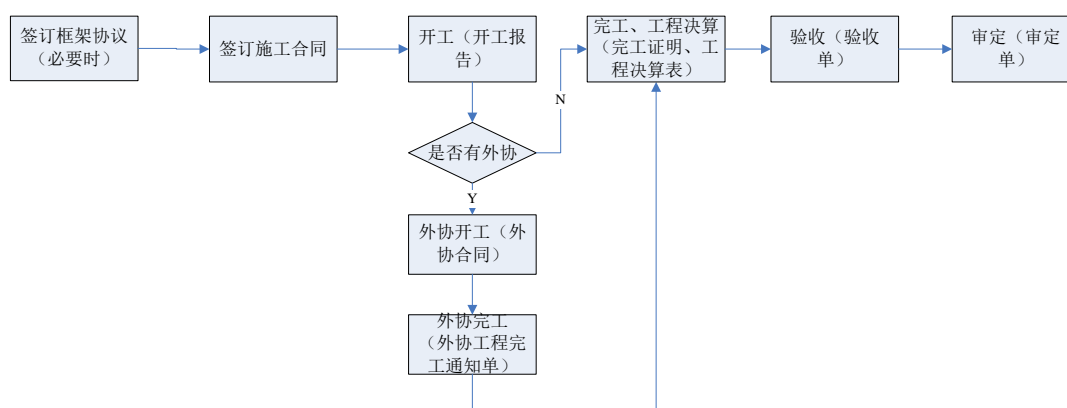 签订框架协议
（必要时）
签订施工合同
开工（开工报
告）
完工、工程决算
（完工证明、工
程决算表）
验收（验收
单）
审定（审定
单）
N
是否有外协
Y
外协开工（外
协合同）
外协完工
（外协工程完
工通知单）